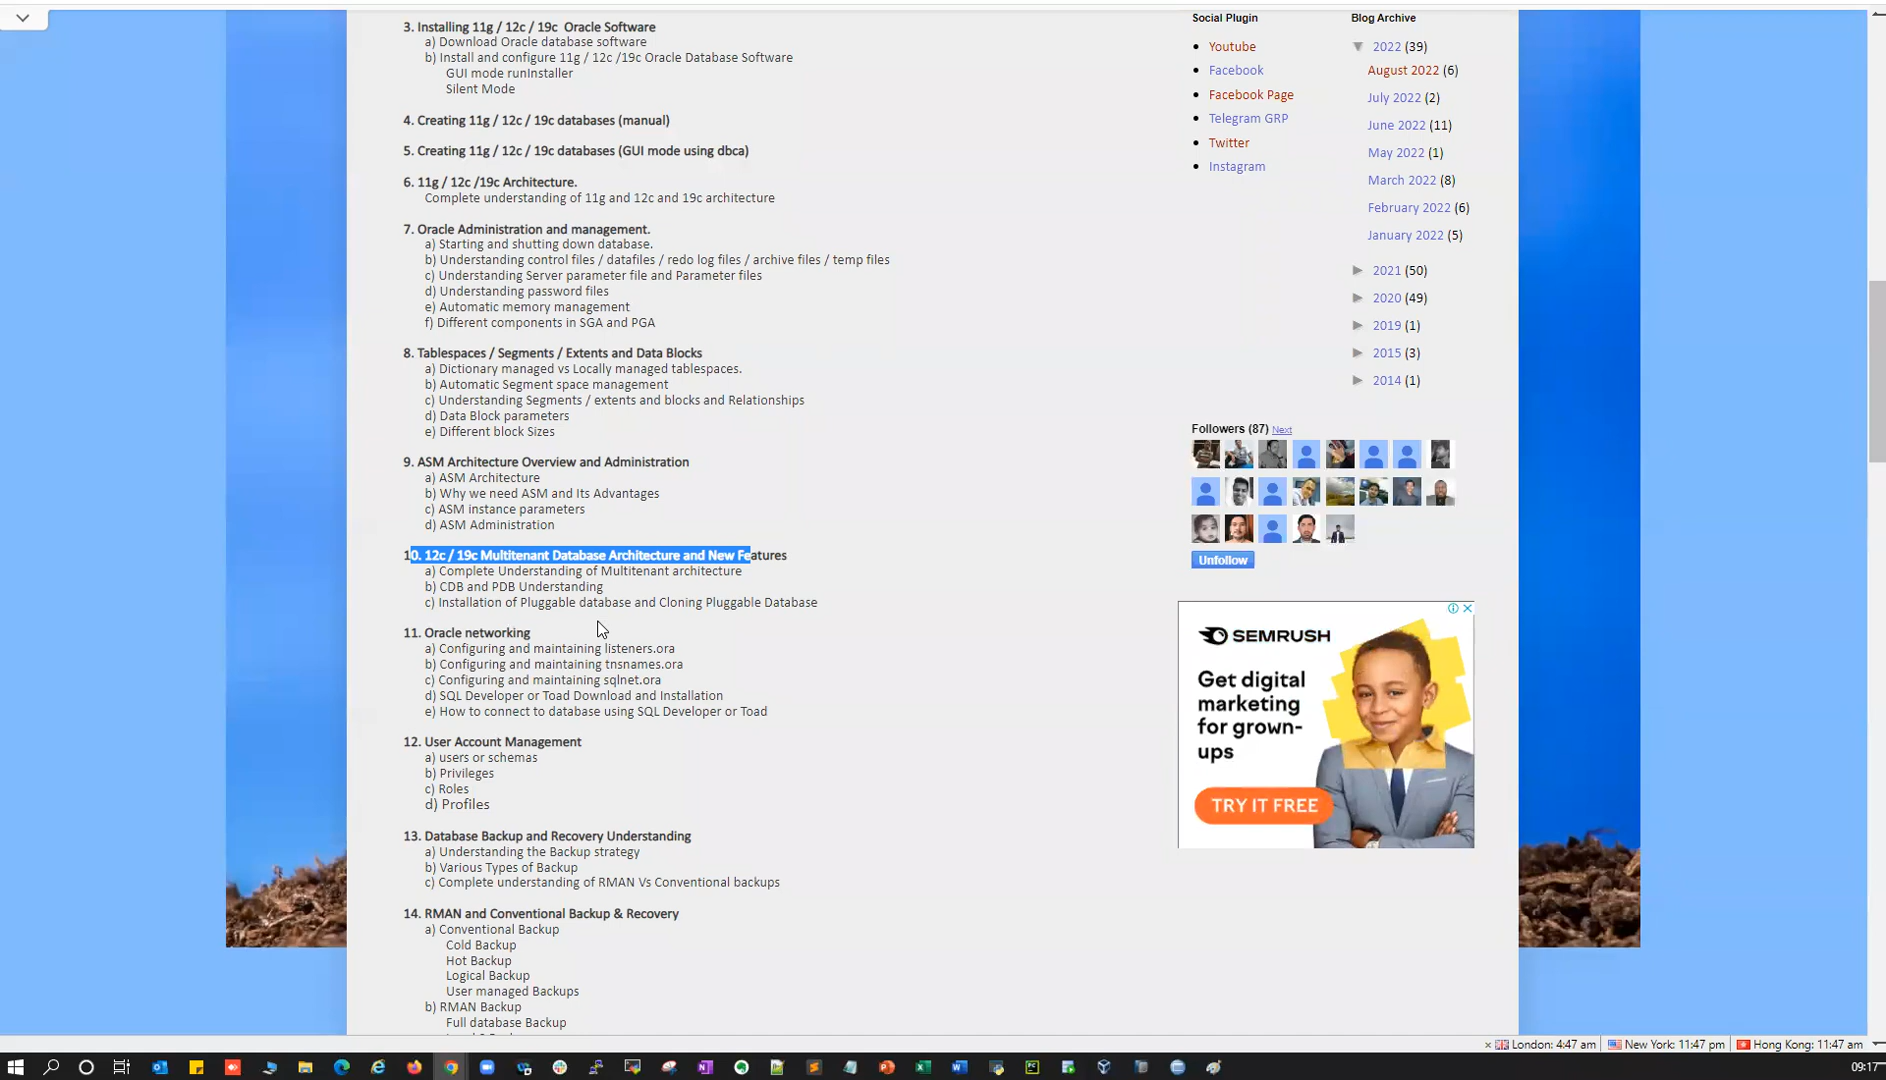 3. Installing 11g / 12c / 19c  Oracle Software
a) Download Oracle database software
b) Install and configure 11g / 12c /19c Oracle Database Software
GUI mode runInstaller
Silent Mode
4. Creating 11g / 12c / 19c databases (manual)
5. Creating 11g / 12c / 19c databases (GUI mode using dbca)
6. 11g / 12c /19c Architecture.
Complete understanding of 11g and 12c and 19c architecture
7. Oracle Administration and management.
a) Starting and shutting down database.
b) Understanding control files / datafiles / redo log files / archive files / temp files
c) Understanding Server parameter file and Parameter files
d) Understanding password files
e) Automatic memory management
f) Different components in SGA and PGA
8. Tablespaces / Segments / Extents and Data Blocks
a) Dictionary managed vs Locally managed tablespaces.
b) Automatic Segment space management
c) Understanding Segments / extents and blocks and Relationships
d) Data Block parameters
e) Different block Sizes
9. ASM Architecture Overview and Administration
a) ASM Architecture
b) Why we need ASM and Its Advantages
c) ASM instance parameters
d) ASM Administration
10. 12c / 19c Multitenant Database Architecture and New Features
a) Complete Understanding of Multitenant architecture
b) CDB and PDB Understanding
c) Installation of Pluggable database and Cloning Pluggable Database
11. Oracle networking
a) Configuring and maintaining listeners.ora
b) Configuring and maintaining tnsnames.ora
c) Configuring and maintaining sqlnet.ora
d) SQL Developer or Toad Download and Installation
e) How to connect to database using SQL Developer or Toad
12. User Account Management
a) users or schemas
b) Privileges
c) Roles
d) Profiles
13. Database Backup and Recovery Understanding
a) Understanding the Backup strategy
b) Various Types of Backup
c) Complete understanding of RMAN Vs Conventional backups
14. RMAN and Conventional Backup & Recovery
a) Conventional Backup
Cold Backup
Hot Backup
Logical Backup
User managed Backups
b) RMAN Backup
Full database Backup
Social Plugin
Youtube
Facebook
Facebook Page
Telegram GRP
Twitter
Instagram
Blog Archive
▼ 2022 (39)
August 2022 (6)
July 2022 (2)
June 2022 (11)
May 2022 (1)
March 2022 (8)
February 2022 (6)
January 2022 (5)
► 2021 (50)
► 2020 (49)
► 2019 (1)
► 2015 (3)
► 2014 (1)
Followers (87) Next
Unfollow
SEMRUSH
Get digital
marketing
for grown-
ups
TRY IT FREE
London: 4:47 am
New York: 11:47 pm
Hong Kong: 11:47 am
09:17